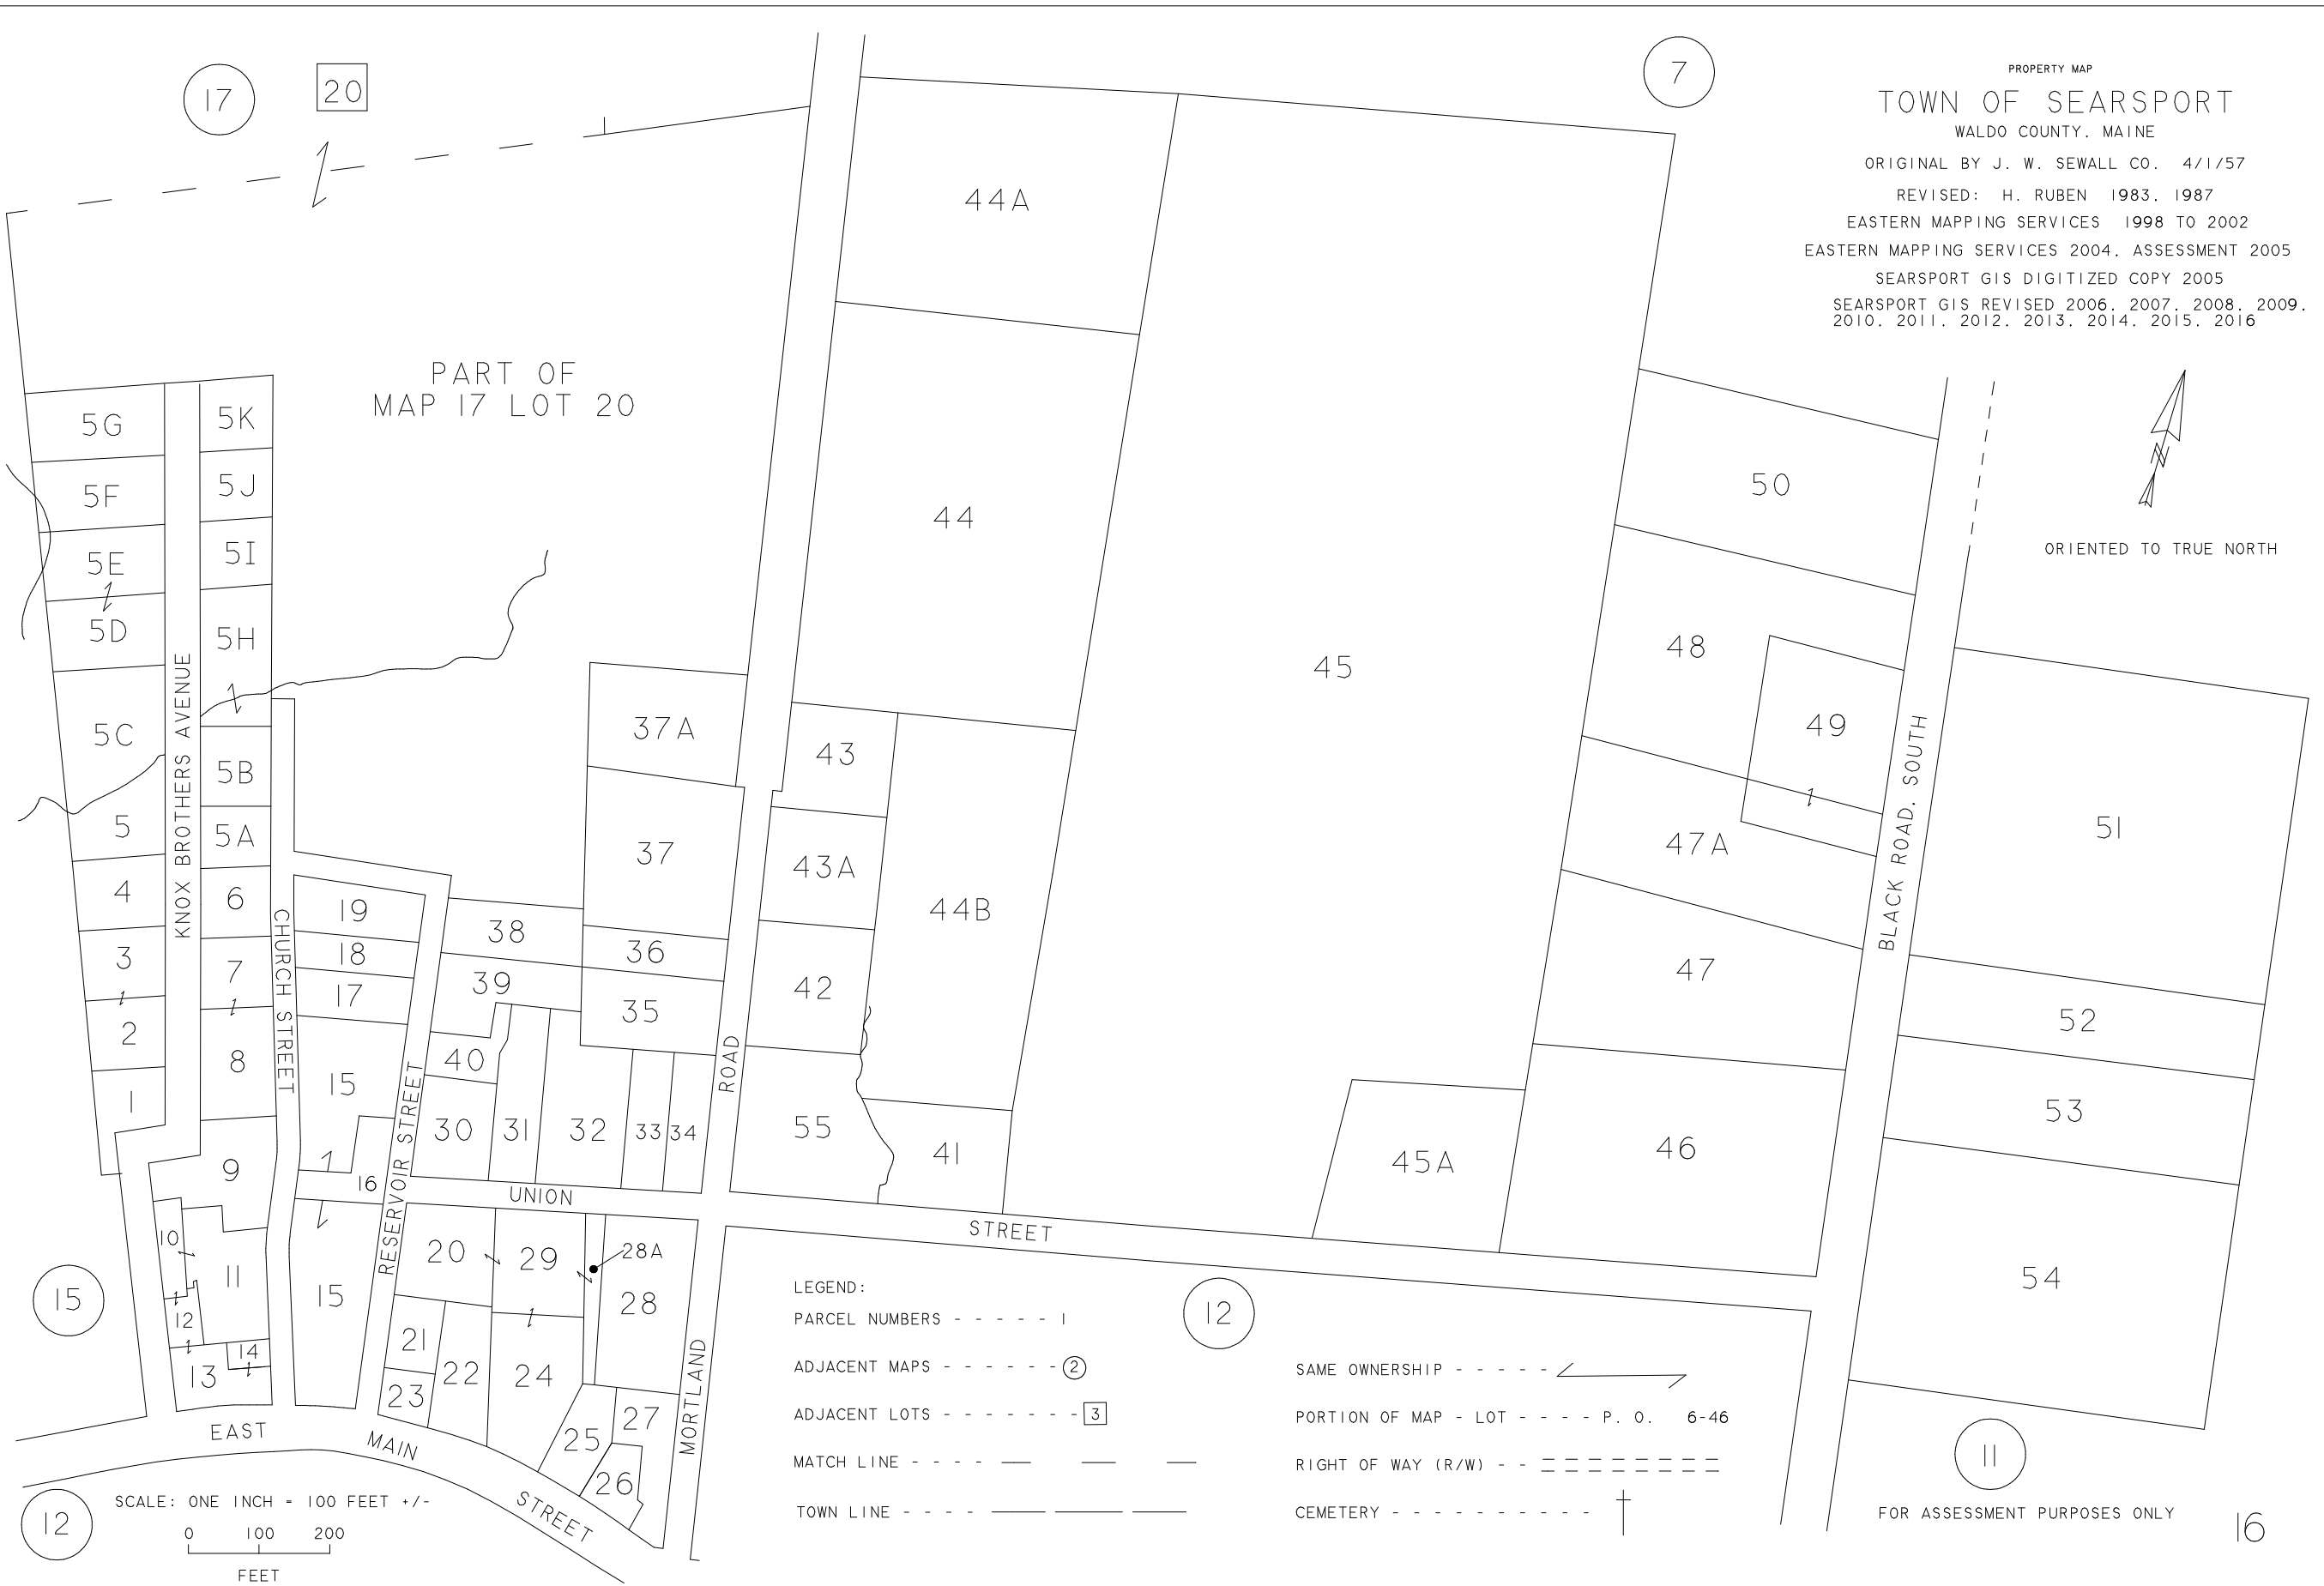 17
20
7
PROPERTY MAP
TOWN OF SEARSPORT
WALDO COUNTY, MAINE
ORIGINAL BY J. W. SEWALL CO. 4/1/57
REVISED: H. RUBEN 1983, 1987
EASTERN MAPPING SERVICES 1998 TO 2002
EASTERN MAPPING SERVICES 2004, ASSESSMENT 2005
SEARSPORT GIS DIGITIZED COPY 2005
SEARSPORT GIS REVISED 2006, 2007, 2008, 2009,
2010, 2011, 2012, 2013, 2014, 2015, 2016
N
ORIENTED TO TRUE NORTH
PART OF
MAP 17 LOT 20
44A
44
45
50
48
49
47A
47
46
45A
51
52
53
54
BLACK ROAD, SOUTH
5G
5F
5E
5D
5C
5
4
3
2
1
KNOX BROTHERS AVENUE
5K
5J
5I
5H
5B
5A
6
7
8
9
10
11
12
13
14
CHURCH STREET
19
18
17
15
16
15
RESERVOIR STREET
37A
37
38
36
39
35
40
30
31
32
33
34
43
43A
42
44B
55
41
MORTLAND
ROAD
UNION
STREET
20
29
28A
28
21
22
23
24
25
26
27
EAST
MAIN
STREET
15
12
SCALE: ONE INCH = 100 FEET +/-
0 100 200
FEET
LEGEND:
PARCEL NUMBERS - - - - - 1
ADJACENT MAPS - - - - - - 2
ADJACENT LOTS - - - - - - - 3
MATCH LINE - - - -
TOWN LINE - - - -
12
SAME OWNERSHIP - - - - -
PORTION OF MAP - LOT - - - - P. O. 6-46
RIGHT OF WAY (R/W) - -
CEMETERY - - - - - - - - - -
11
FOR ASSESSMENT PURPOSES ONLY
16